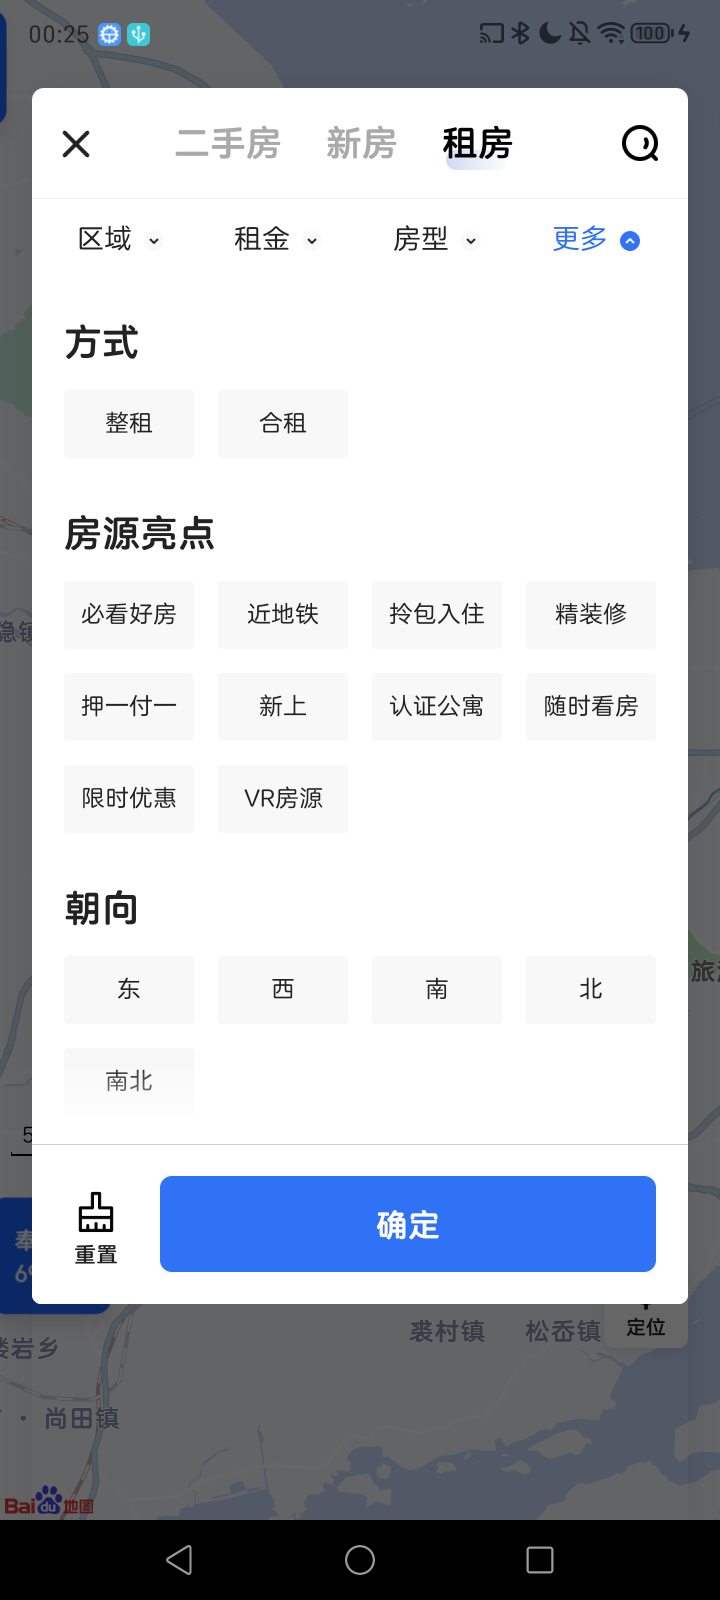 00:25
100
二手房 新房 租房
区域 租金 房型 更多
方式
整租 合租
房源亮点
必看好房 近地铁 拎包入住 精装修
押一付一 新上 认证公寓 随时看房
限时优惠 VR房源
朝向
东 西 南 北
南北
重置
确定
定位
裘村镇 松岙镇
岩乡
尚田镇
Baidu地图